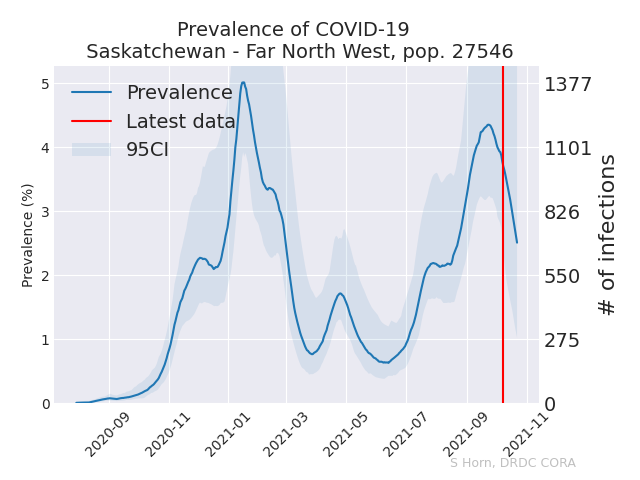 Prevalence of COVID-19
Saskatchewan - Far North West, pop. 27546
Prevalence
Latest data
95CI
Prevalence (%)
5
4
3
2
1
0
1377
1101
826
550
275
0
# of infections
2020-09
2020-11
2021-01
2021-03
2021-05
2021-07
2021-09
2021-11
S Horn, DRDC CORA